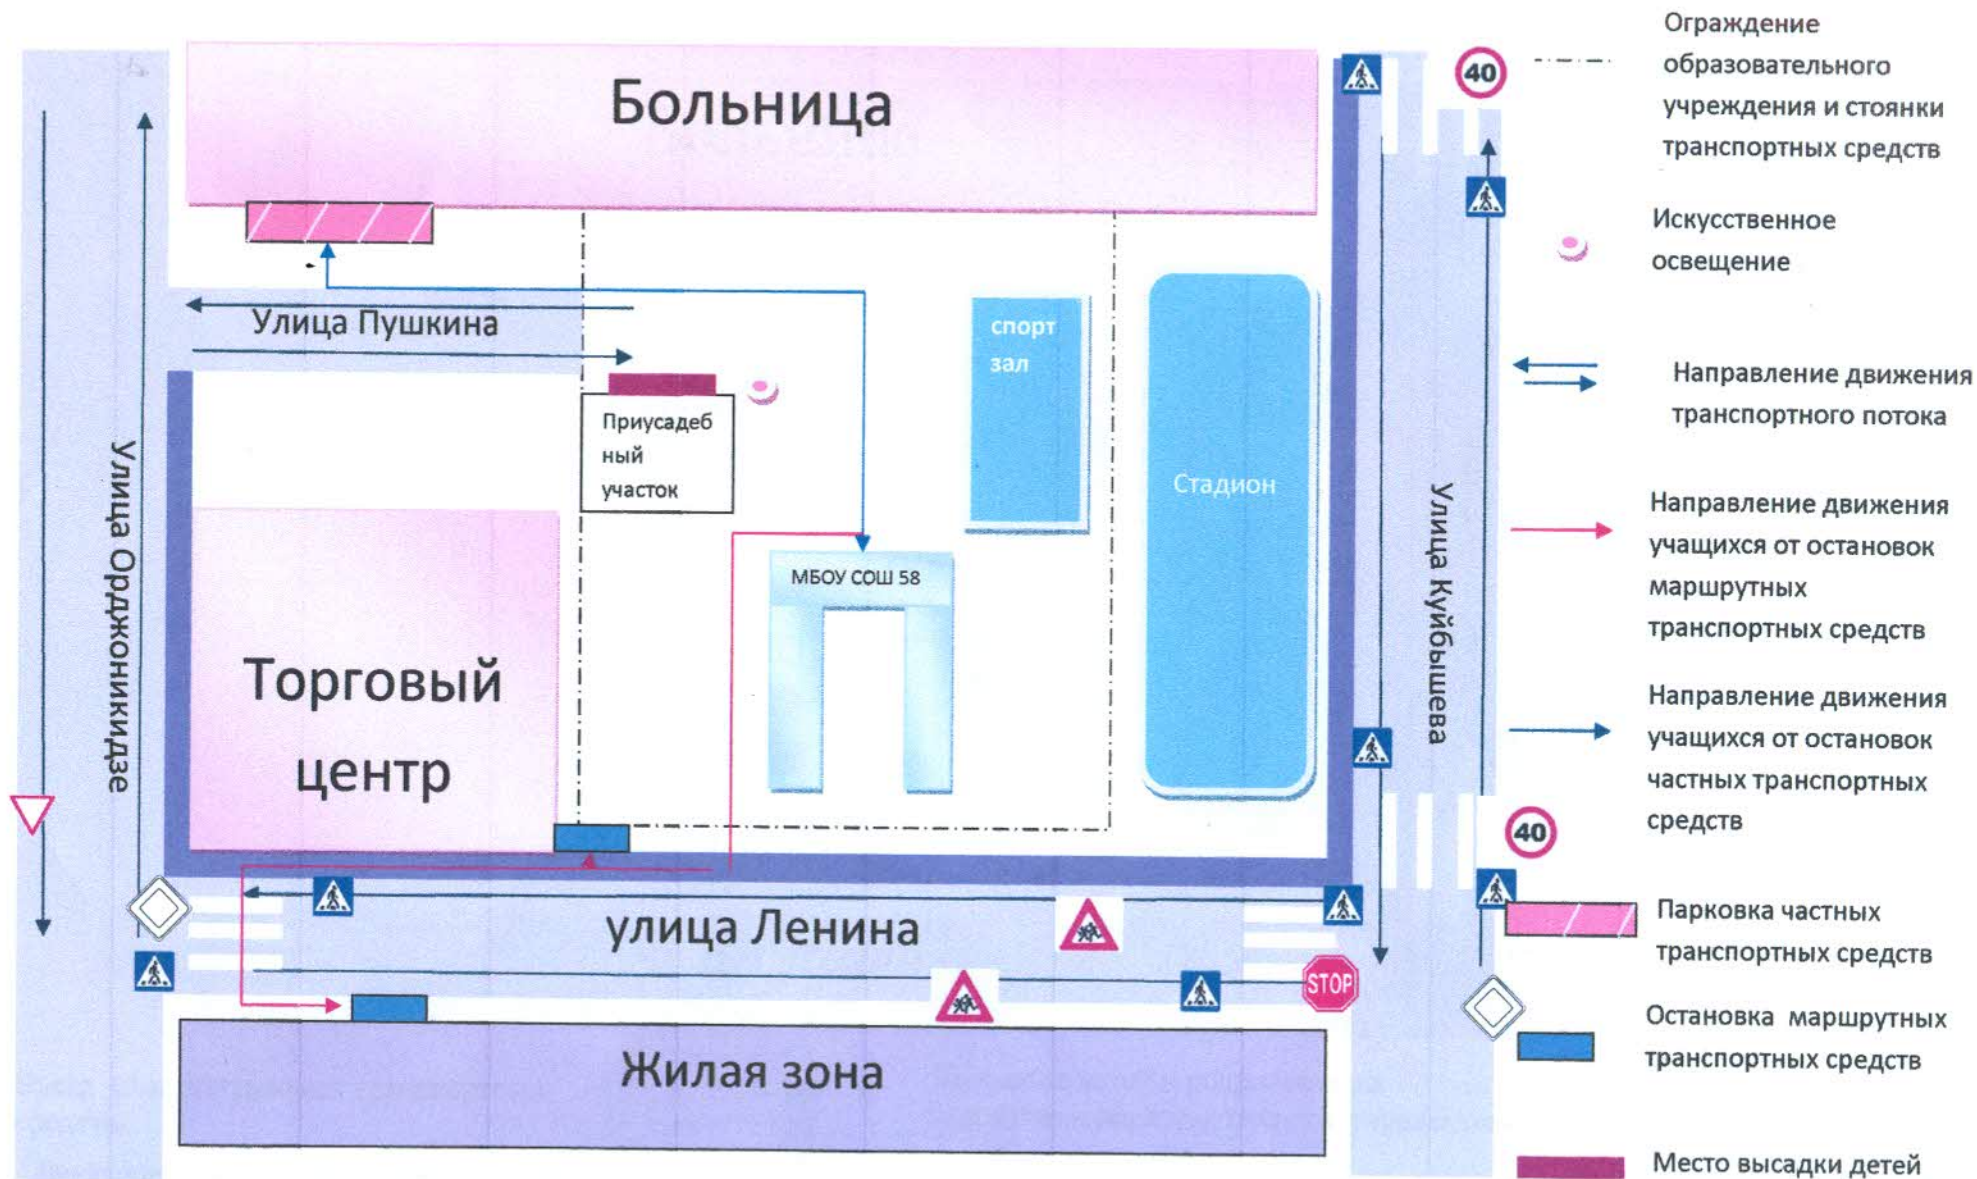 Больница
Улица Пушкина
Приусадеб
ный
участок
спорт
зал
Стадион
МБОУ СОШ 58
Торговый
центр
Улица Орджоникидзе
Улица Куйбышева
улица Ленина
STOP
Жилая зона
40
40
Ограждение
образовательного
учреждения и стоянки
транспортных средств
Искусственное
освещение
Направление движения
транспортного потока
Направление движения
учащихся от остановок
маршрутных
транспортных средств
Направление движения
учащихся от остановок
частных транспортных
средств
Парковка частных
транспортных средств
Остановка маршрутных
транспортных средств
Место высадки детей